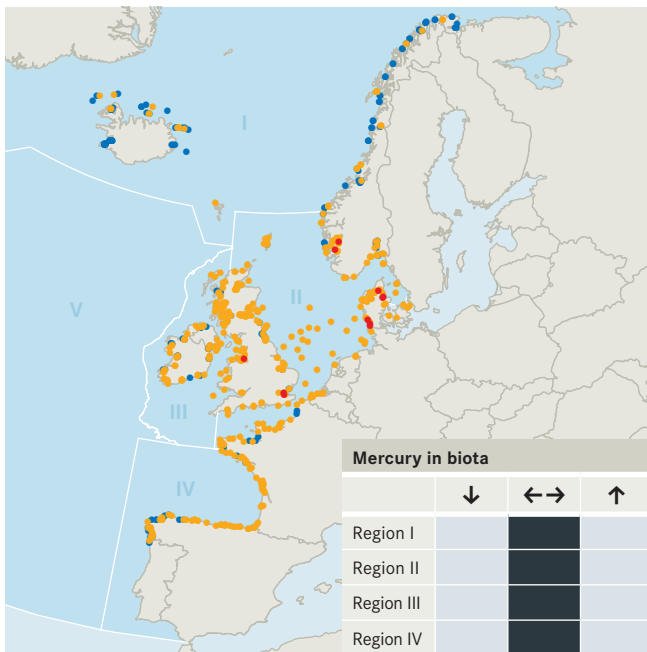 I
II
V
III
IV
Mercury in biota
↓ ←→ ↑
Region I
Region II
Region III
Region IV